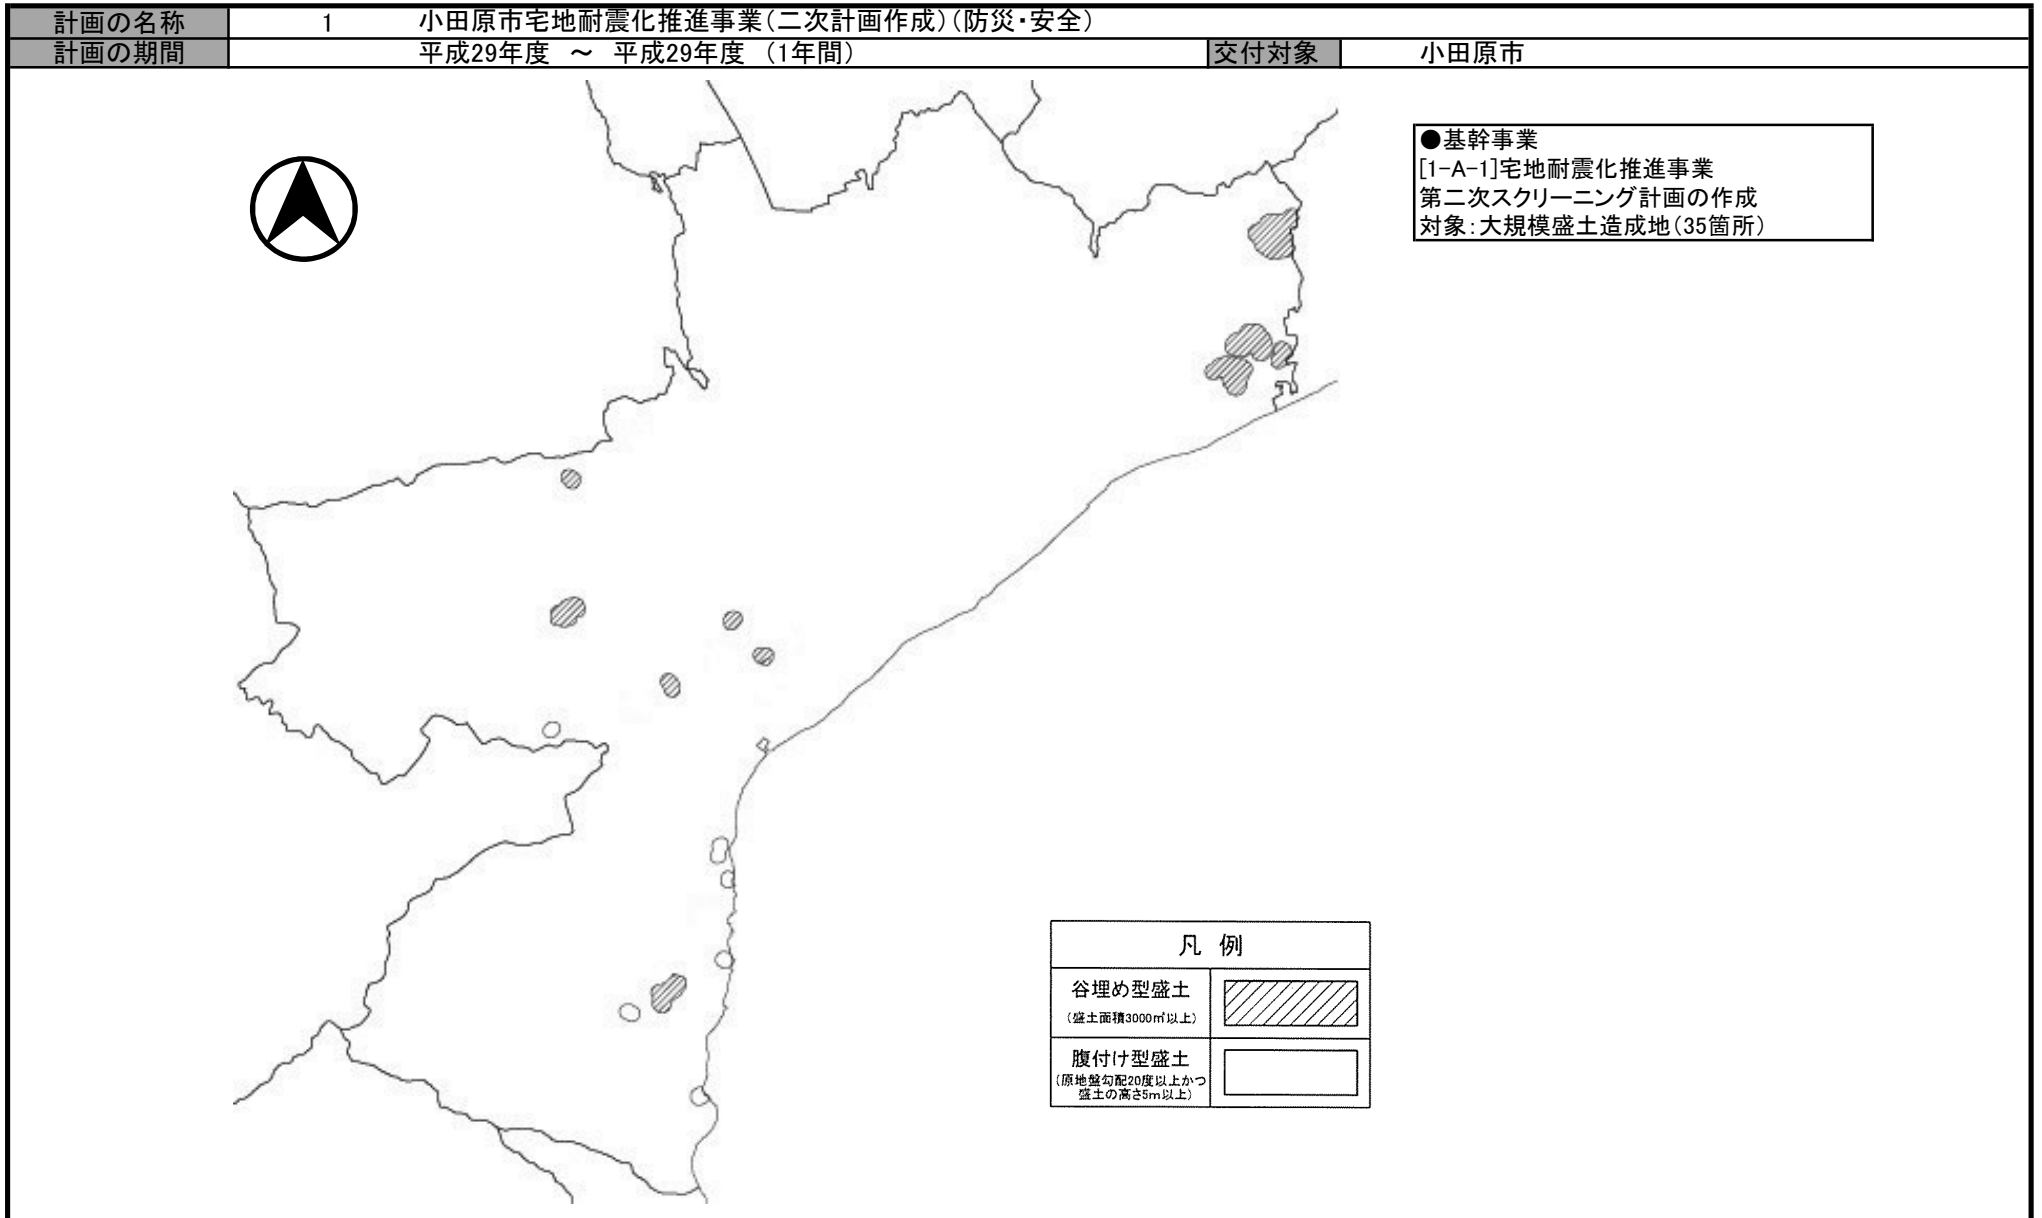 計画の名称 1 小田原市宅地耐震化推進事業(二次計画作成)(防災・安全)
計画の期間 平成29年度 ～ 平成29年度 (1年間) 交付対象 小田原市
●基幹事業
[1-A-1]宅地耐震化推進事業
第二次スクリーニング計画の作成
対象:大規模盛土造成地(35箇所)
凡 例
谷埋め型盛土
(盛土面積3000㎡以上)
腹付け型盛土
(原地盤勾配20度以上かつ
盛土の高さ5m以上)